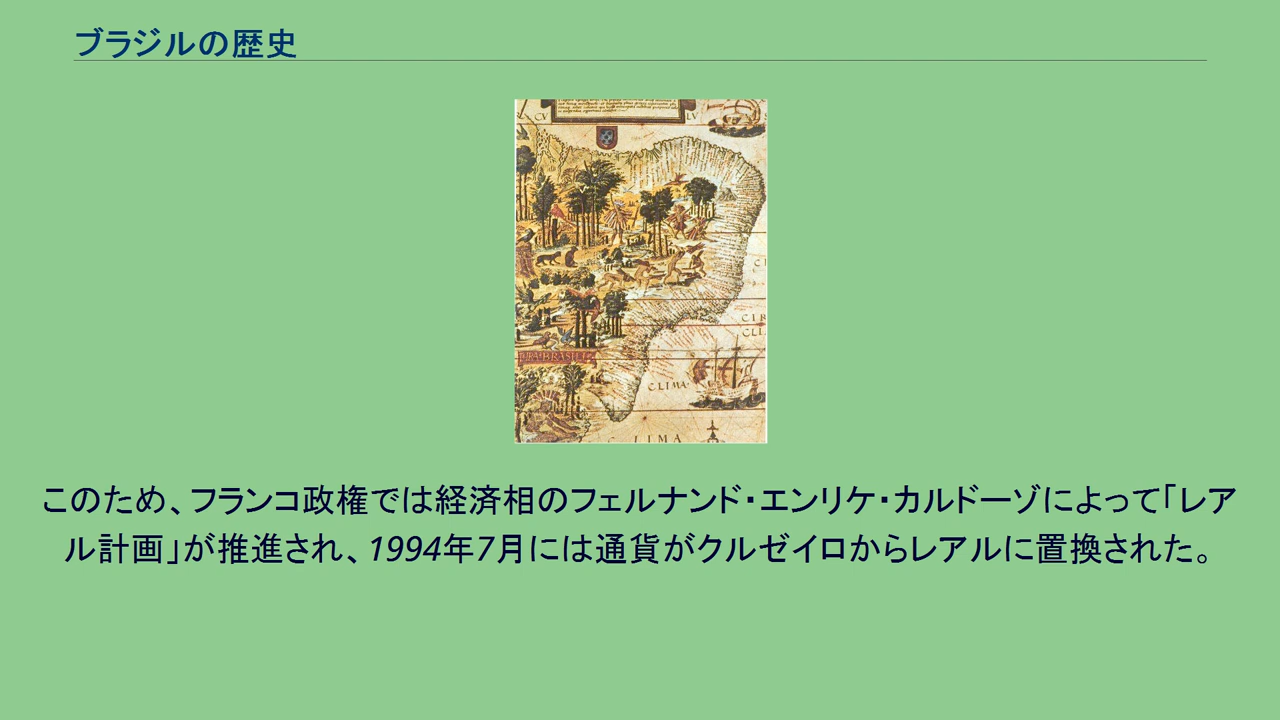 ブラジルの歴史
CV
LV
CLIMA
LIMA
このため、フランコ政権では経済相のフェルナンド・エンリケ・カルドーゾによって「レア
ル計画」が推進され、1994年7月には通貨がクルゼイロからレアルに置換された。